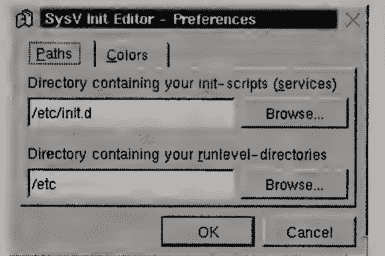 SysV Init Editor - Preferences
Paths Colors
Directory containing your init-scripts (services)
/etc/init.d Browse...
Directory containing your runlevel-directories
/etc Browse...
OK Cancel